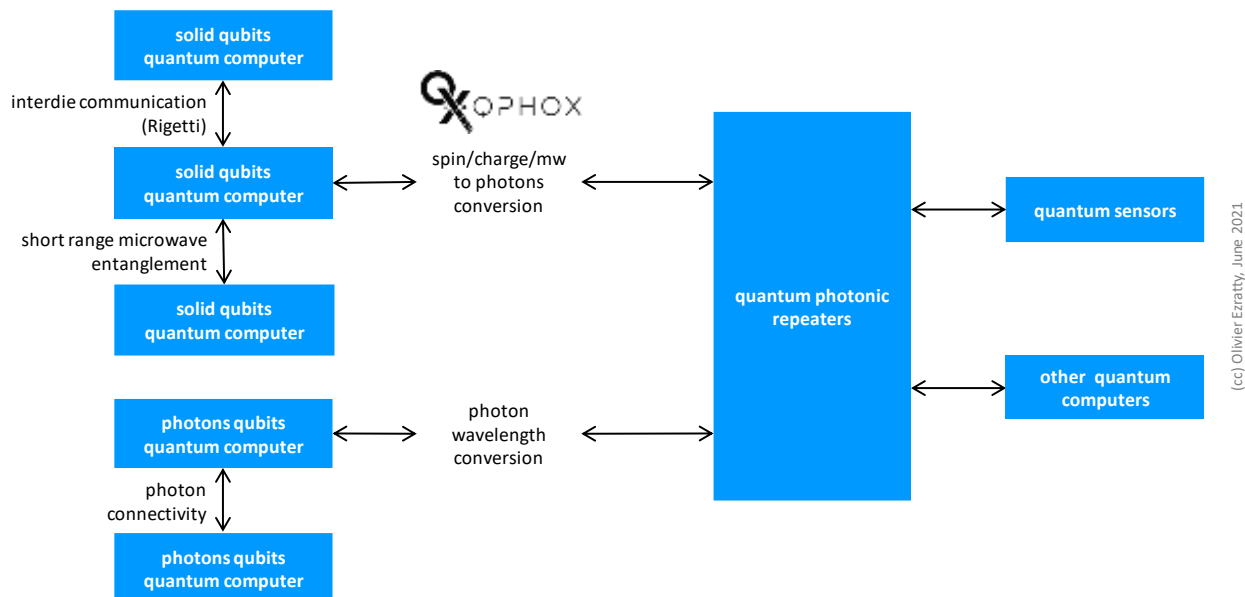 solid qubits
quantum computer
interdie communication
(Rigetti)
QPHOX
solid qubits
quantum computer
spin/charge/mw
to photons
conversion
short range microwave
entanglement
solid qubits
quantum computer
quantum photonic
repeaters
quantum sensors
other quantum
computers
photons qubits
quantum computer
photon
wavelength
conversion
photon
connectivity
photons qubits
quantum computer
(cc) Olivier Ezratty, June 2021